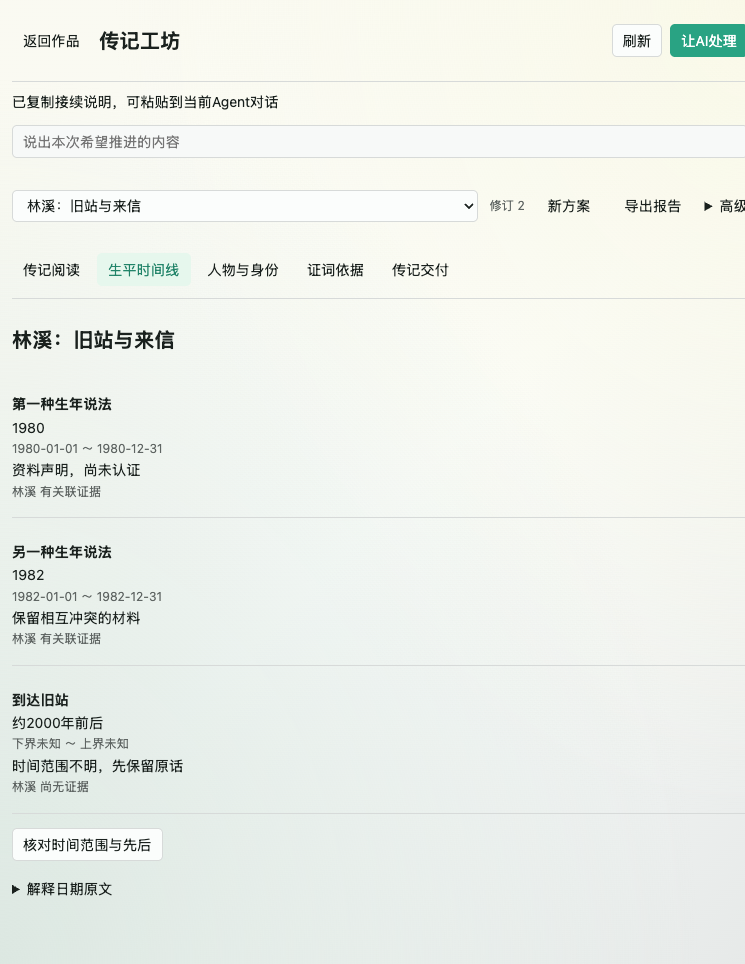 返回作品 传记工坊 刷新 让AI处理
已复制接续说明，可粘贴到当前Agent对话
说出本次希望推进的内容
林溪：旧站与来信 修订 2 新方案 导出报告 ▶ 高级
传记阅读 生平时间线 人物与身份 证词依据 传记交付
林溪：旧站与来信
第一种生年说法
1980
1980-01-01 ～ 1980-12-31
资料声明，尚未认证
林溪 有关联证据
另一种生年说法
1982
1982-01-01 ～ 1982-12-31
保留相互冲突的材料
林溪 有关联证据
到达旧站
约2000年前后
下界未知 ～ 上界未知
时间范围不明，先保留原话
林溪 尚无证据
核对时间范围与先后
▶ 解释日期原文